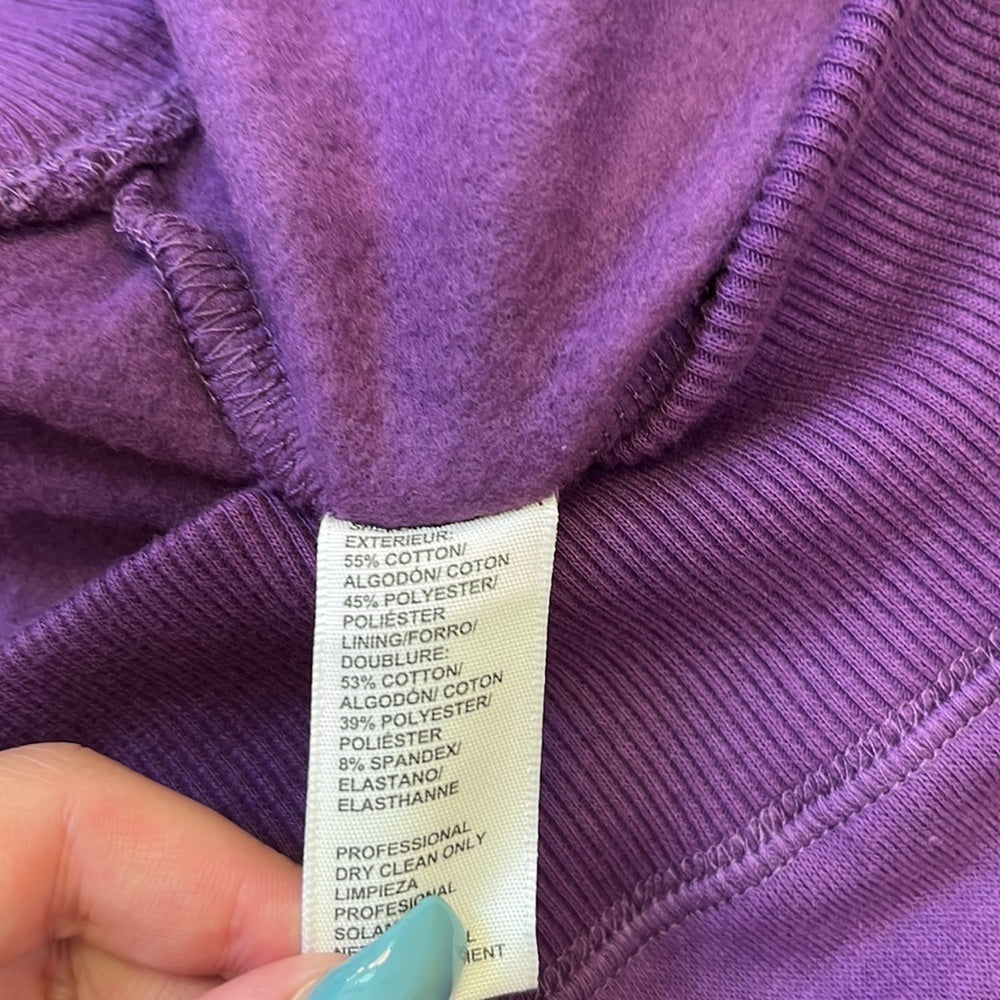 EXTERIEUR:
55% COTTON/
ALGODÓN/ COTON
45% POLYESTER/
POLIÉSTER
LINING/FORRO/
DOUBLURE:
53% COTTON/
ALGODÓN/ COTON
39% POLYESTER/
POLIÉSTER
8% SPANDEX/
ELASTANO/
ELASTHANNE
PROFESSIONAL
DRY CLEAN ONLY
LIMPIEZA